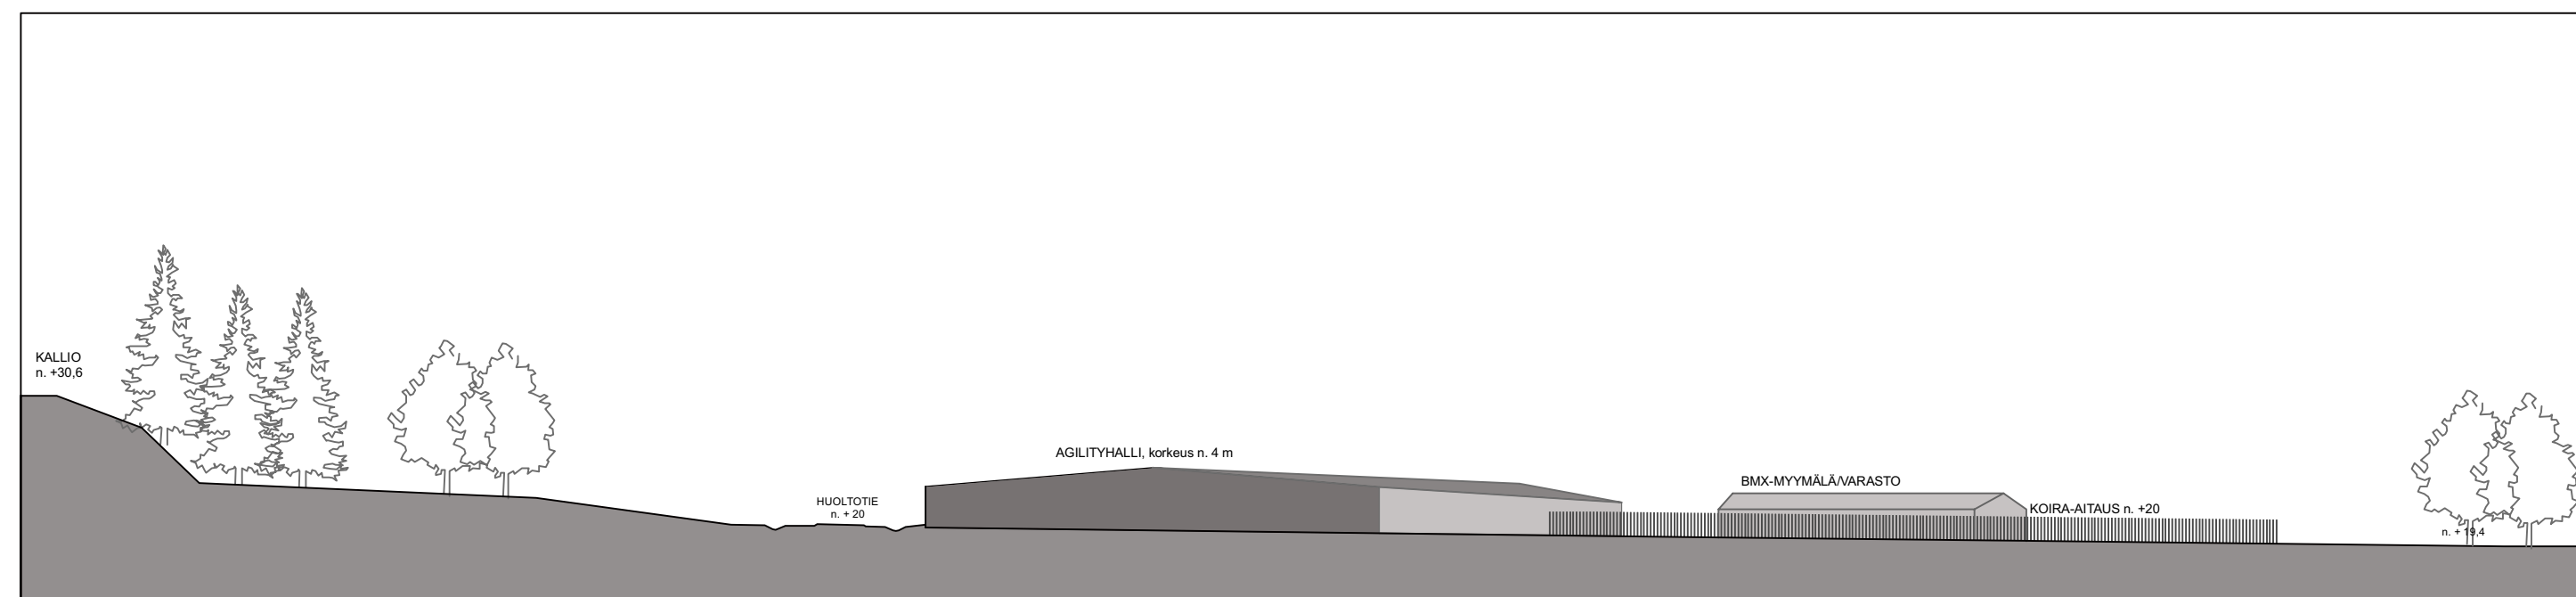 KALLIO
n. +30,6
HUOLTOTIE
n. + 20
AGILITYHALLI, korkeus n. 4 m
BMX-MYYMÄLÄ/VARASTO
KOIRA-AITAUS n. +20
n. + 19,4